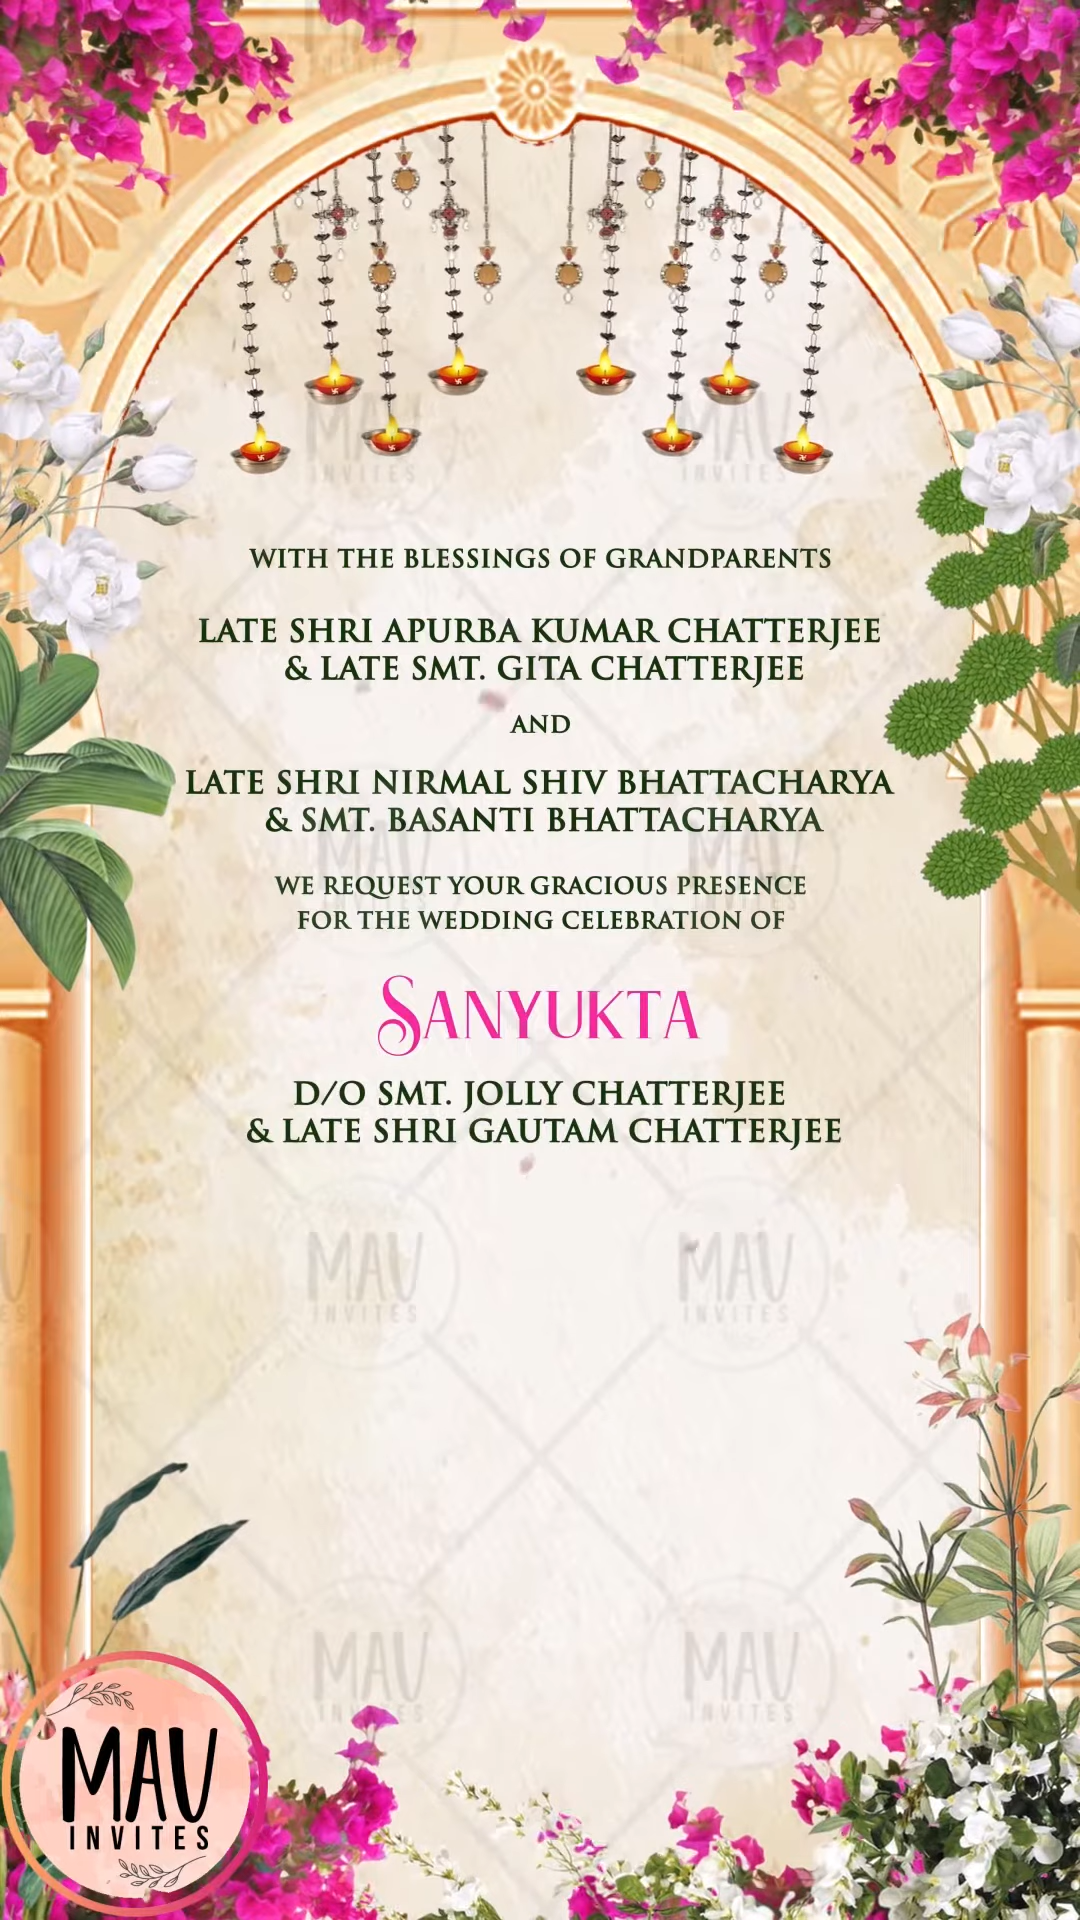 WITH THE BLESSINGS OF GRANDPARENTS
LATE SHRI APURBA KUMAR CHATTERJEE
& LATE SMT. GITA CHATTERJEE
AND
LATE SHRI NIRMAL SHIV BHATTACHARYA
& SMT. BASANTI BHATTACHARYA
WE REQUEST YOUR GRACIOUS PRESENCE
FOR THE WEDDING CELEBRATION OF
SANYUKTA
D/O SMT. JOLLY CHATTERJEE
& LATE SHRI GAUTAM CHATTERJEE
MAV
INVITES